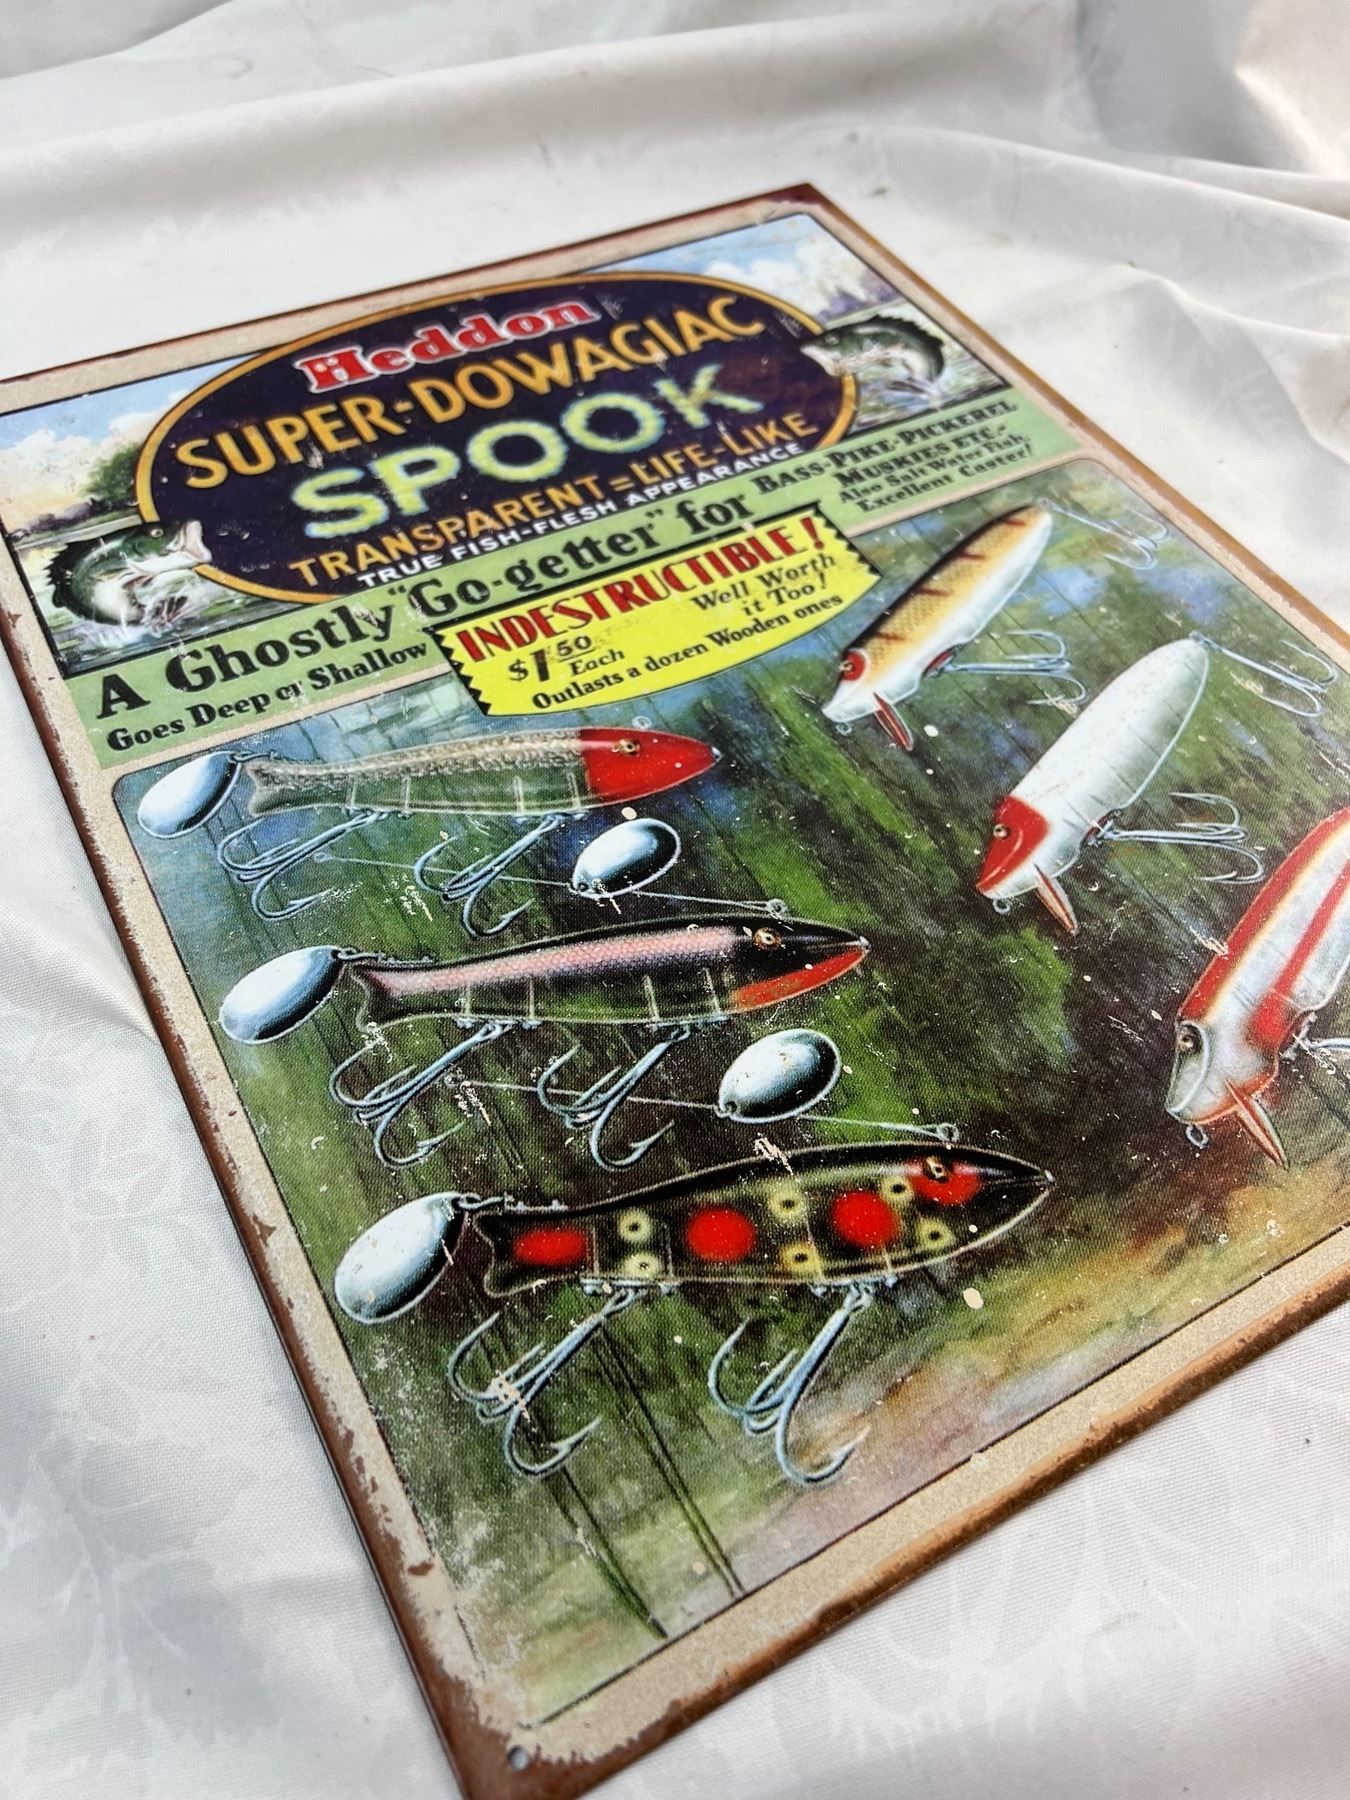 Heddon
SUPER-DOWAGIAC
SPOOK
TRANSPARENT=LIFE-LIKE
TRUE FISH-FLESH APPEARANCE
A Ghostly "Go-getter" for BASS-PIKE-PICKEREL
MUSKIES ETC.-
Also Salt Water Fish,
Excellent Caster!
Goes Deep or Shallow
INDESTRUCTIBLE!
$1.50 Each
Well Worth
it Too!
Outlasts a dozen Wooden ones